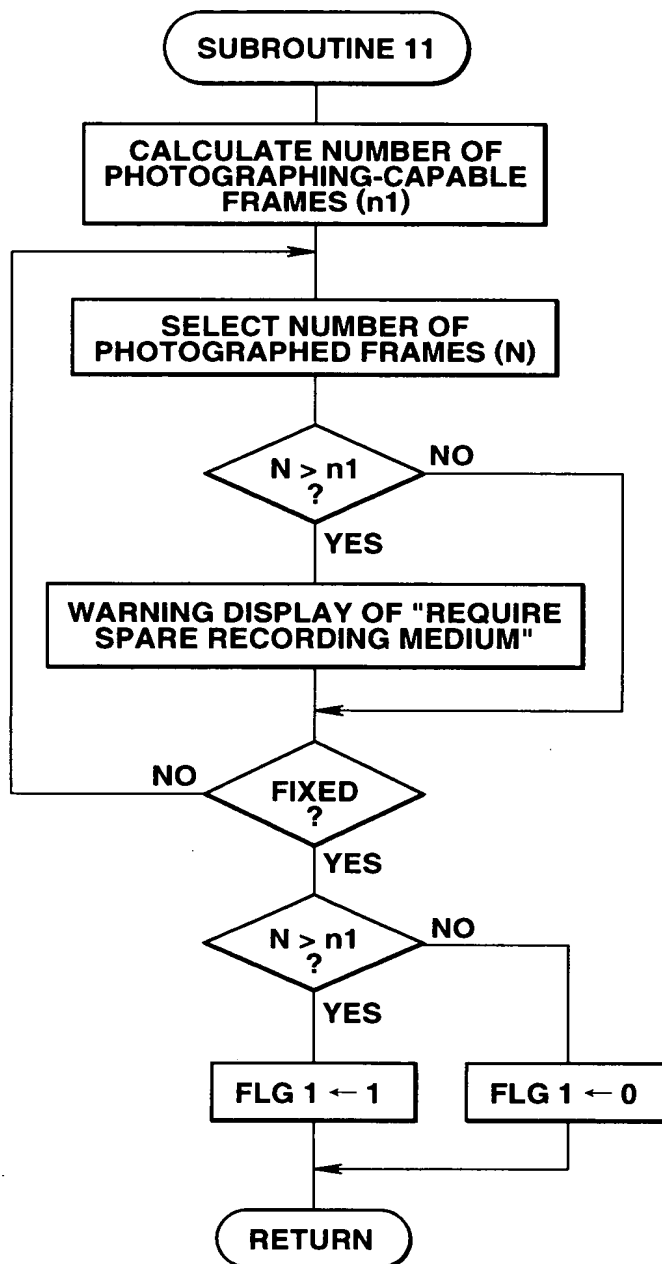 SUBROUTINE 11
CALCULATE NUMBER OF
PHOTOGRAPHING-CAPABLE
FRAMES (n1)
SELECT NUMBER OF
PHOTOGRAPHED FRAMES (N)
N > n1
?
NO
YES
WARNING DISPLAY OF "REQUIRE
SPARE RECORDING MEDIUM"
NO
FIXED
?
YES
N > n1
?
NO
YES
FLG 1 ← 1
FLG 1 ← 0
RETURN